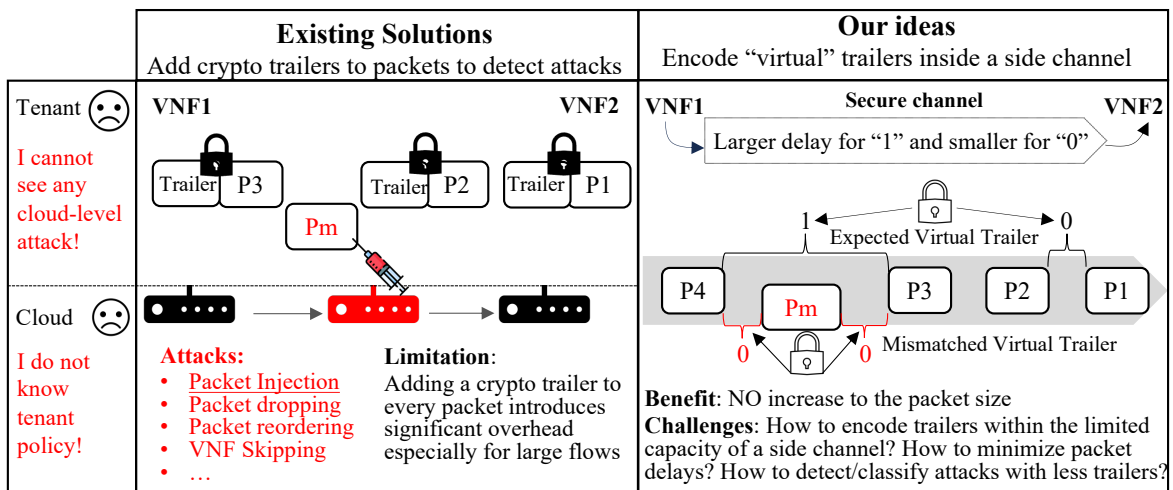 Existing Solutions
Add crypto trailers to packets to detect attacks
Our ideas
Encode “virtual” trailers inside a side channel
Tenant
I cannot
see any
cloud-level
attack!
Cloud
I do not
know
tenant
policy!
VNF1
VNF2
Trailer
P3
Trailer
P2
Trailer
P1
Pm
Attacks:
• Packet Injection
• Packet dropping
• Packet reordering
• VNF Skipping
• …
Limitation:
Adding a crypto trailer to
every packet introduces
significant overhead
especially for large flows
VNF1
Secure channel
VNF2
Larger delay for “1” and smaller for “0”
1
0
Expected Virtual Trailer
P4
Pm
P3
P2
P1
0
0
Mismatched Virtual Trailer
Benefit: NO increase to the packet size
Challenges: How to encode trailers within the limited
capacity of a side channel? How to minimize packet
delays? How to detect/classify attacks with less trailers?